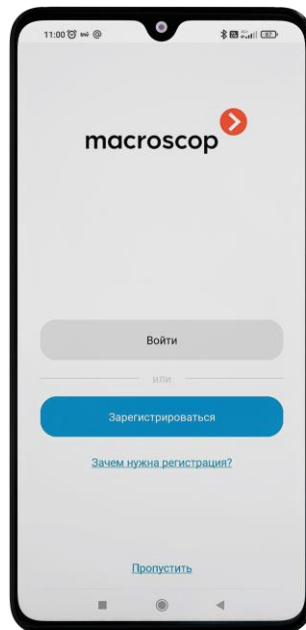 11:00
macroscop
Войти
или
Зарегистрироваться
Зачем нужна регистрация?
Пропустить